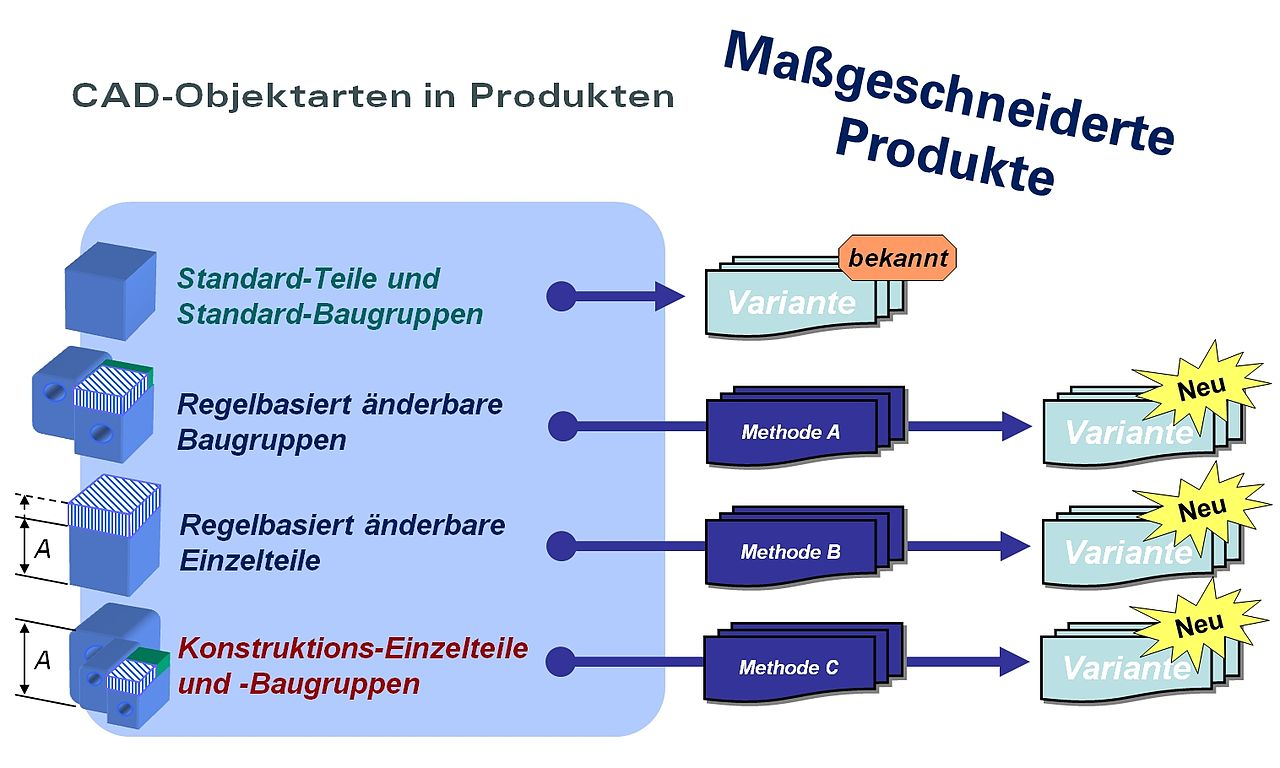 CAD-Objektarten in Produkten
Maßgeschneiderte
Produkte
Standard-Teile und
Standard-Baugruppen
Variante
bekannt
Regelbasiert änderbare
Baugruppen
Methode A
Variante
Neu
A
Regelbasiert änderbare
Einzelteile
Methode B
Variante
Neu
A
Konstruktions-Einzelteile
und -Baugruppen
Methode C
Variante
Neu